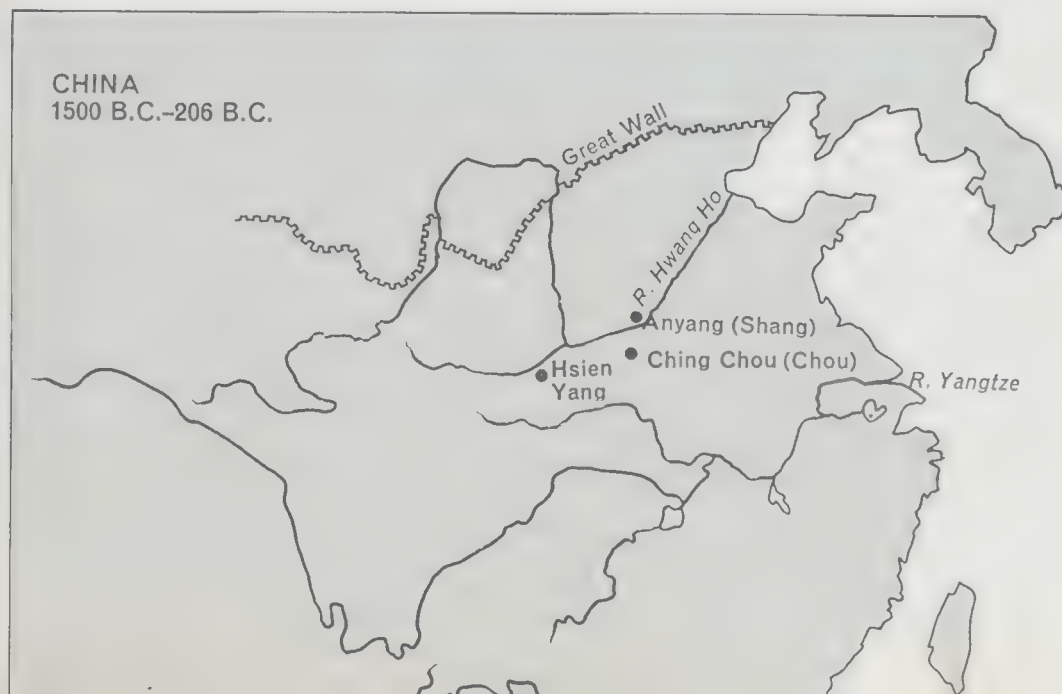 CHINA
1500 B.C.–206 B.C.
Great Wall
R. Hwang Ho
Anyang (Shang)
Ching Chou (Chou)
Hsien
Yang
R. Yangtze